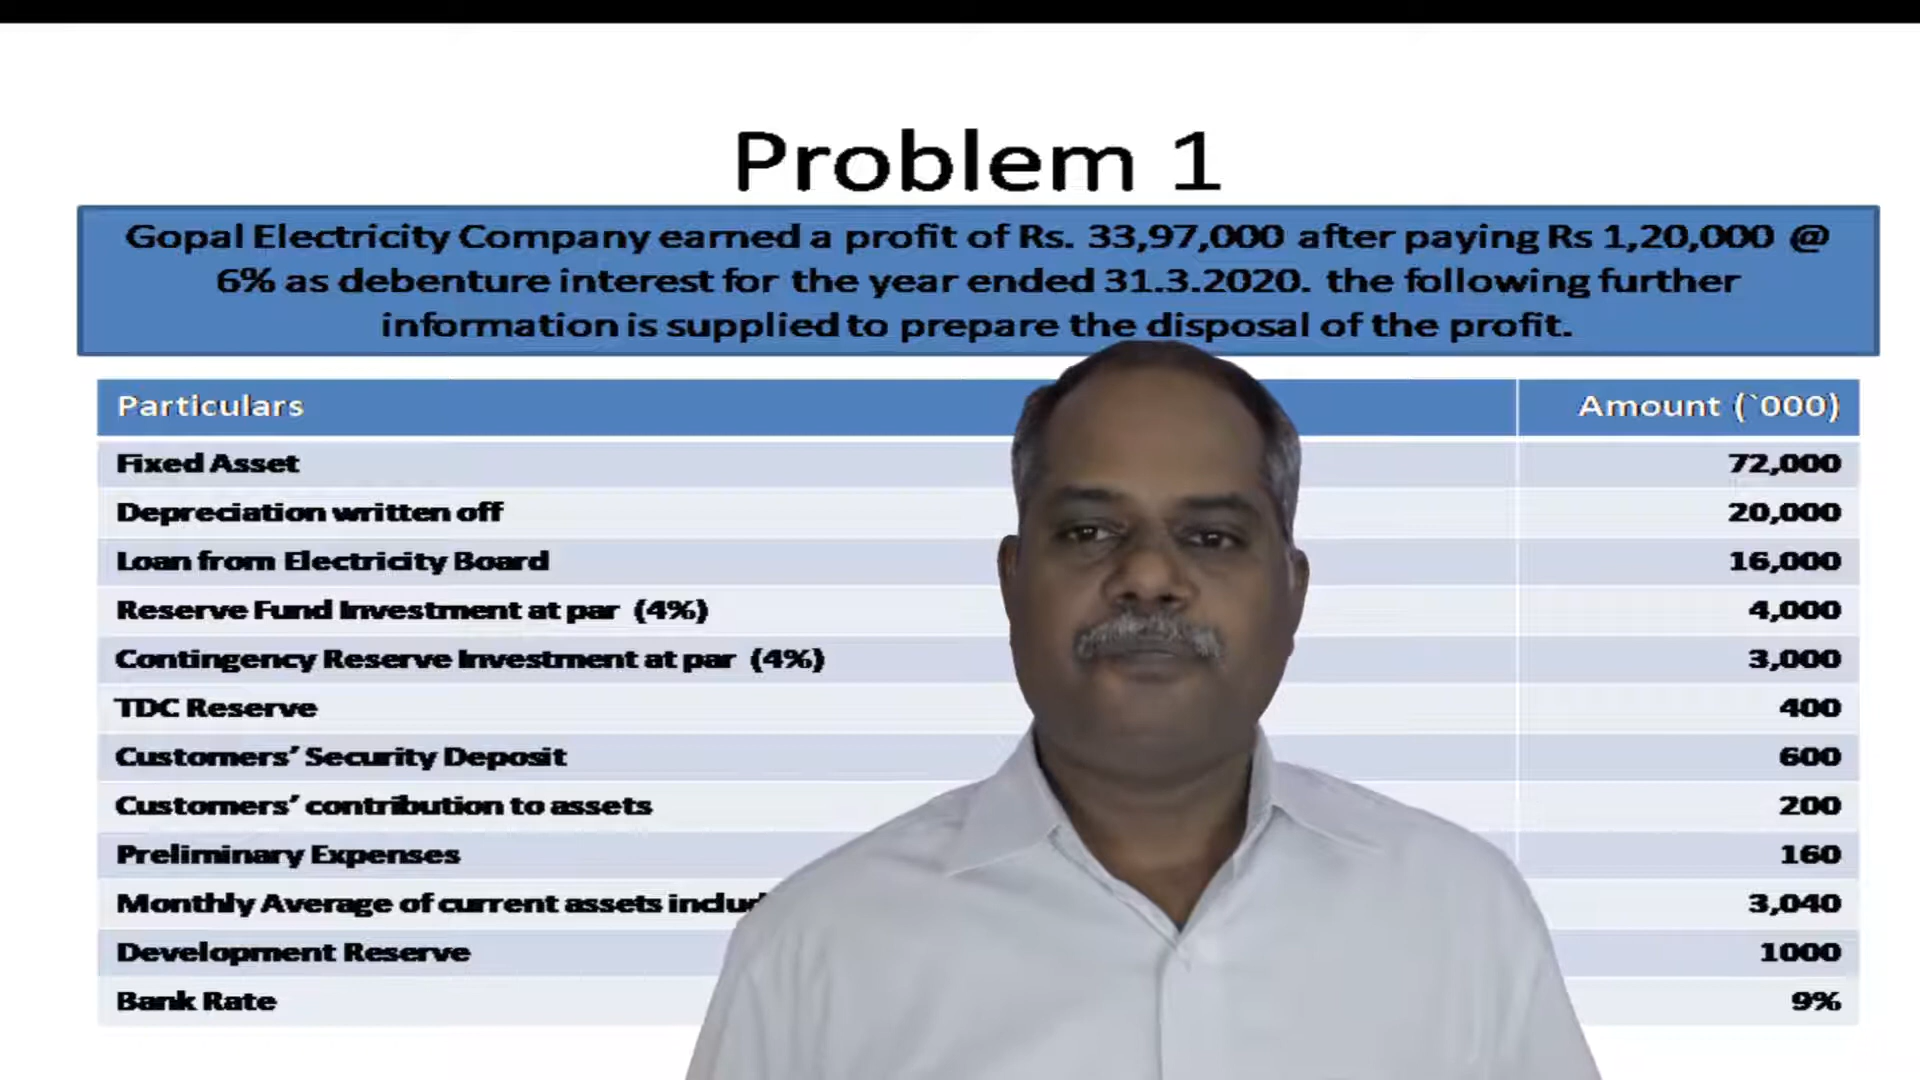 Problem 1
Gopal Electricity Company earned a profit of Rs. 33,97,000 after paying Rs 1,20,000 @
6% as debenture interest for the year ended 31.3.2020. the following further
information is supplied to prepare the disposal of the profit.
Particulars Amount (`000)
Fixed Asset 72,000
Depreciation written off 20,000
Loan from Electricity Board 16,000
Reserve Fund Investment at par (4%) 4,000
Contingency Reserve Investment at par (4%) 3,000
TDC Reserve 400
Customers’ Security Deposit 600
Customers’ contribution to assets 200
Preliminary Expenses 160
Monthly Average of current assets 3,040
Development Reserve 1000
Bank Rate 9%